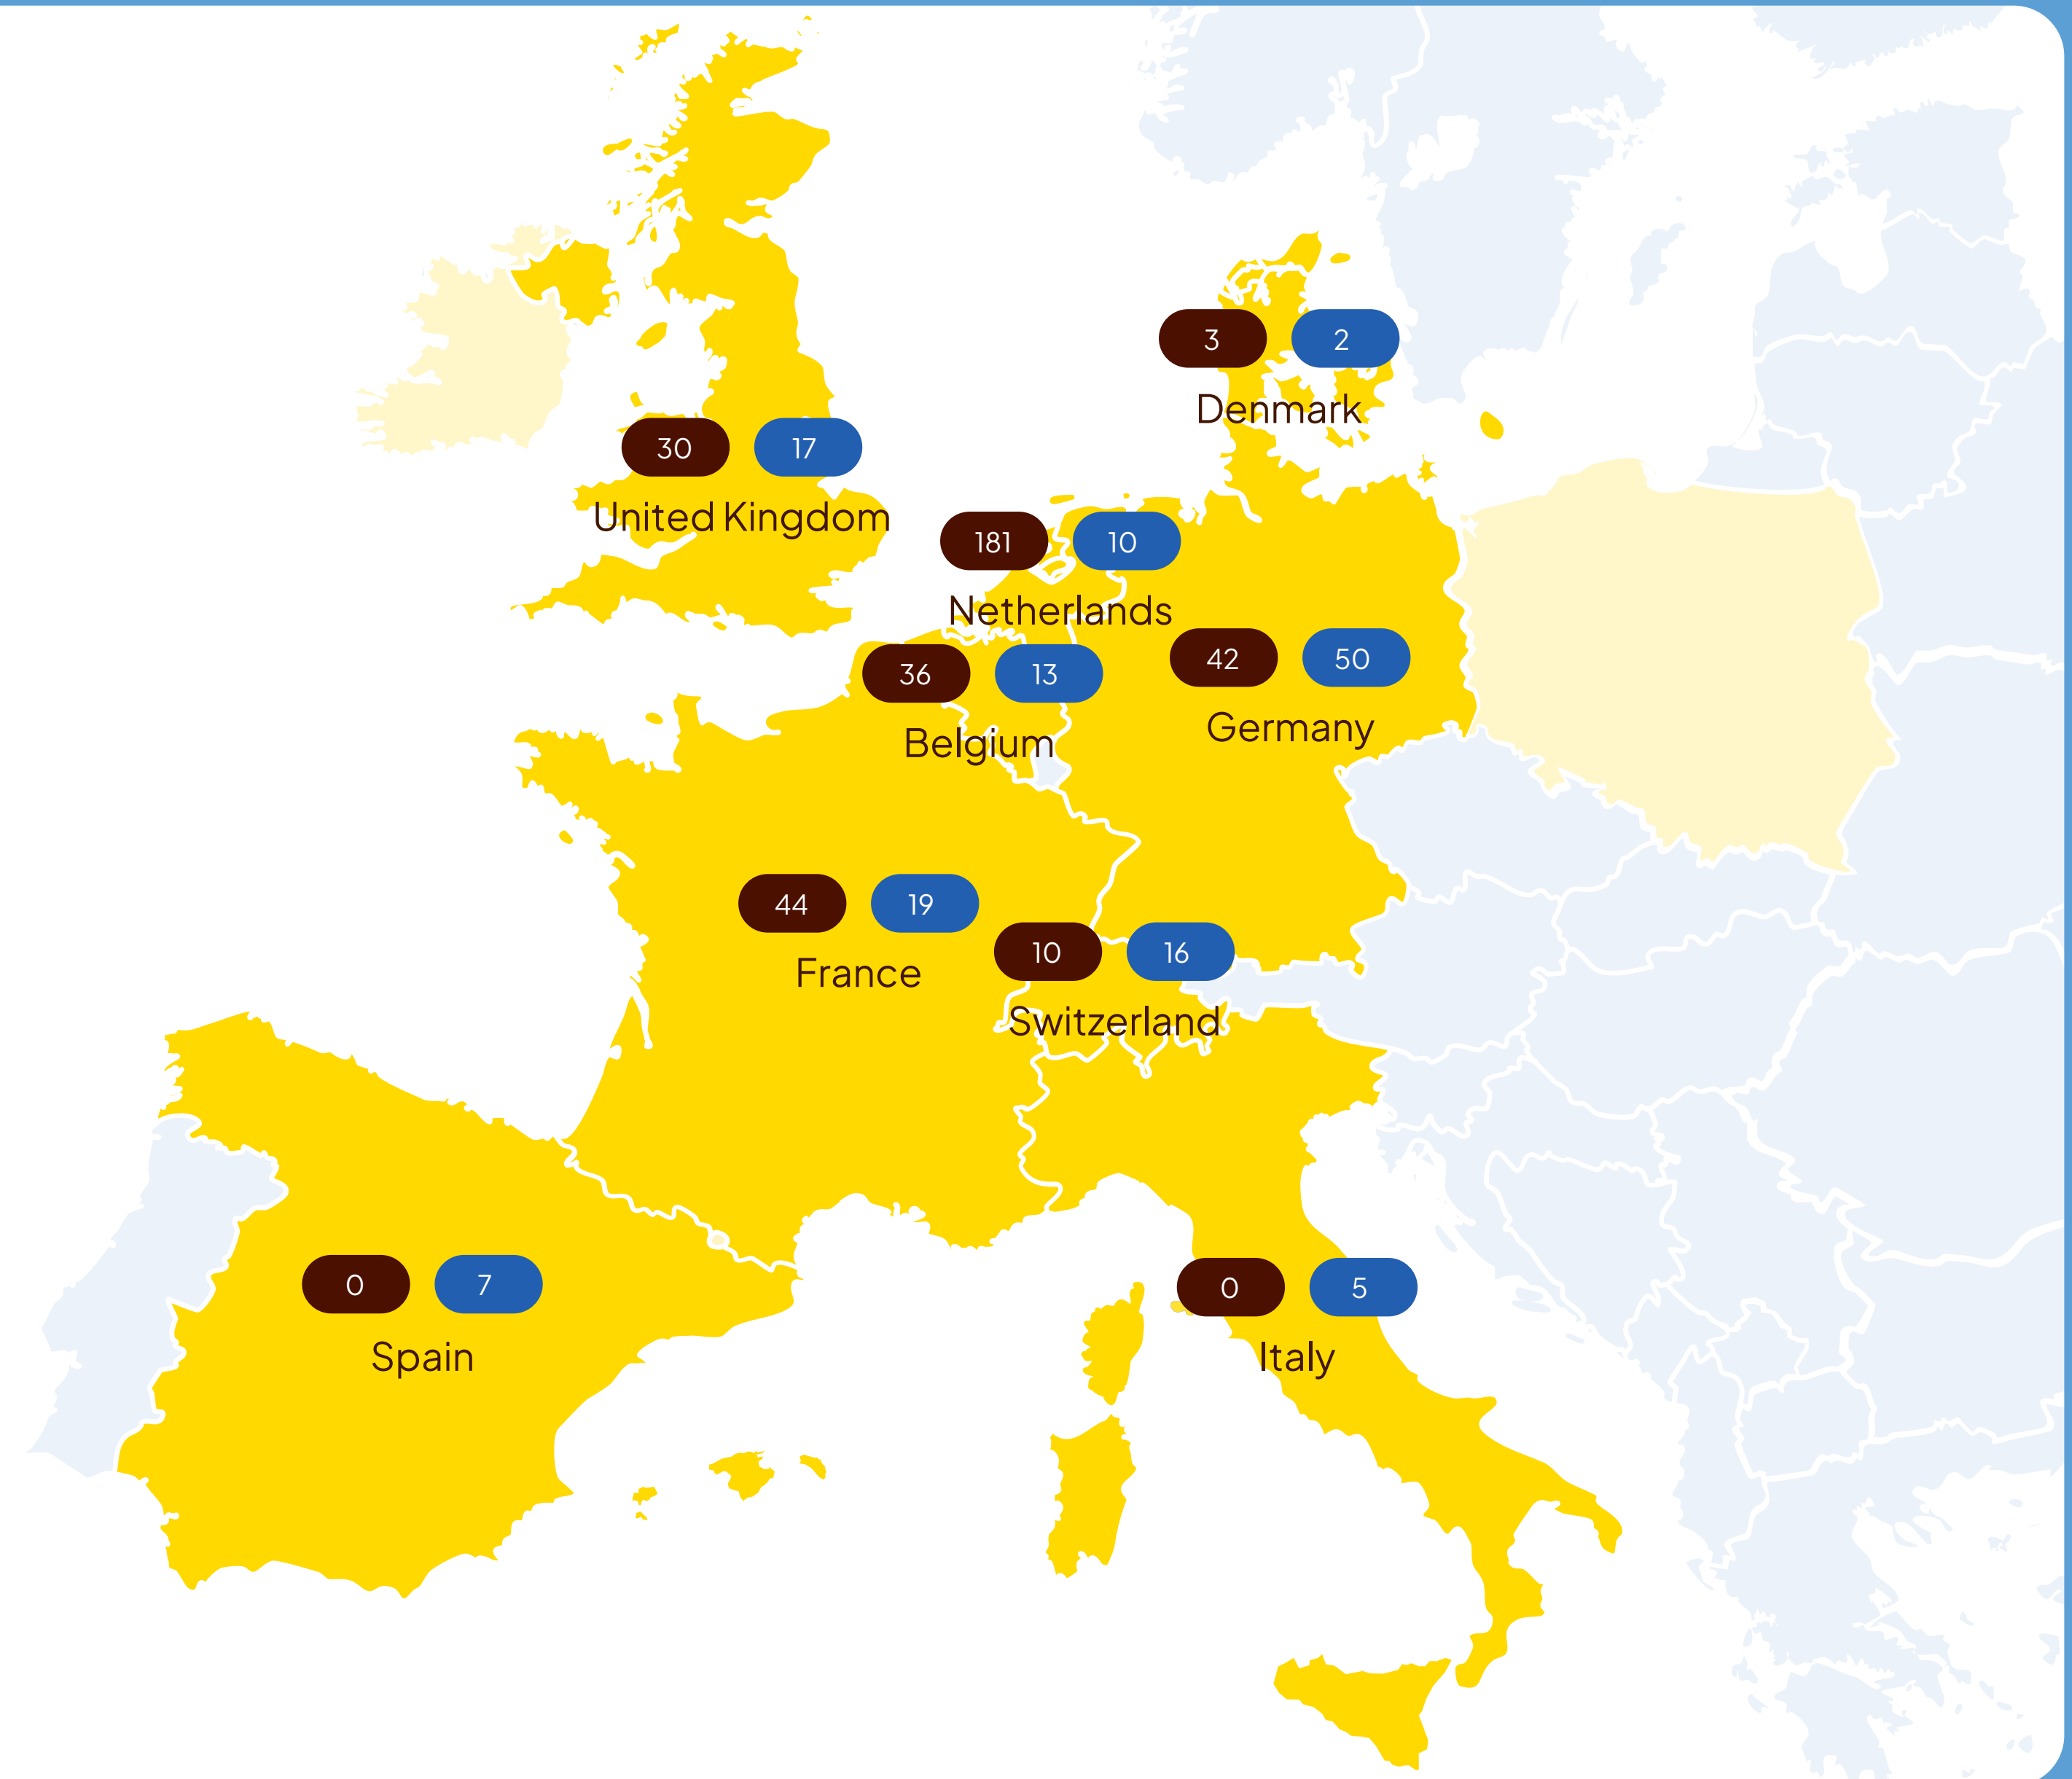 3 2
Denmark
30 17
United Kingdom
181 10
Netherlands
36 13
Belgium
42 50
Germany
44 19
France
10 16
Switzerland
0 7
Spain
0 5
Italy